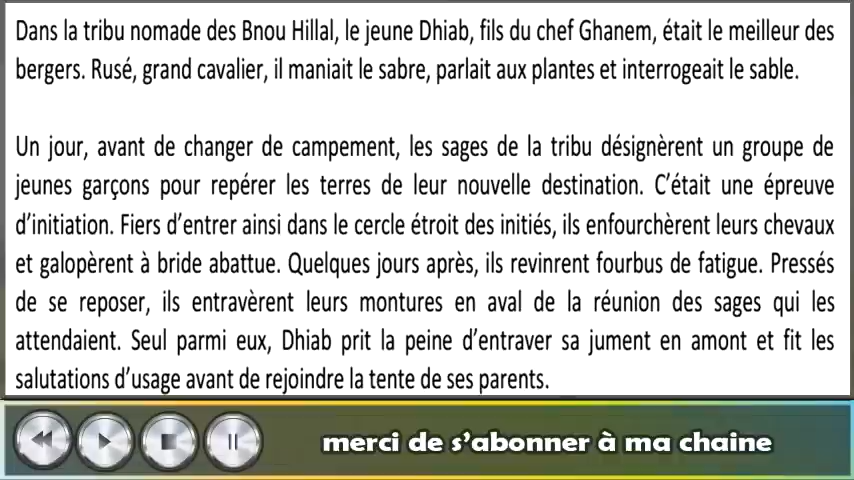 Dans la tribu nomade des Bnou Hillal, le jeune Dhiab, fils du chef Ghanem, était le meilleur des
bergers. Rusé, grand cavalier, il maniait le sabre, parlait aux plantes et interrogeait le sable.
Un jour, avant de changer de campement, les sages de la tribu désignèrent un groupe de
jeunes garçons pour repérer les terres de leur nouvelle destination. C’était une épreuve
d’initiation. Fiers d’entrer ainsi dans le cercle étroit des initiés, ils enfourchèrent leurs chevaux
et galopèrent à bride abattue. Quelques jours après, ils revinrent fourbus de fatigue. Pressés
de se reposer, ils entravèrent leurs montures en aval de la réunion des sages qui les
attendaient. Seul parmi eux, Dhiab prit la peine d’entraver sa jument en amont et fit les
salutations d’usage avant de rejoindre la tente de ses parents.
merci de s’abonner à ma chaine